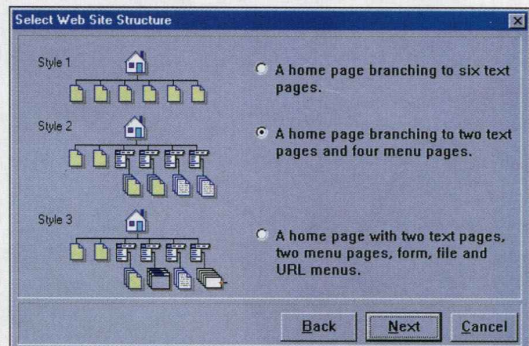 Select Web Site Structure
Style 1
A home page branching to six text
pages.
Style 2
A home page branching to two text
pages and four menu pages.
Style 3
A home page with two text pages,
two menu pages, form, file and
URL menus.
Back
Next
Cancel